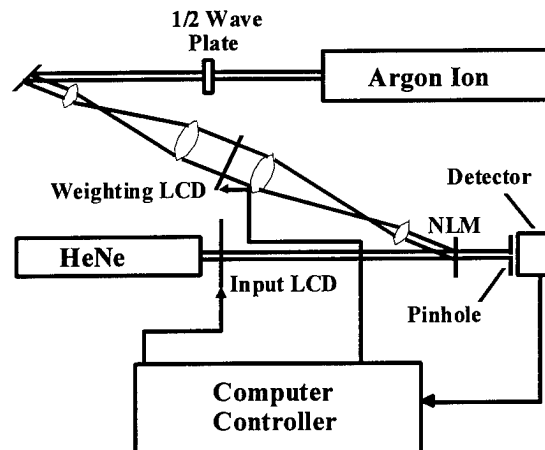 1/2 Wave
Plate
Argon Ion
Weighting LCD
Detector
NLM
HeNe
Input LCD
Pinhole
Computer
Controller